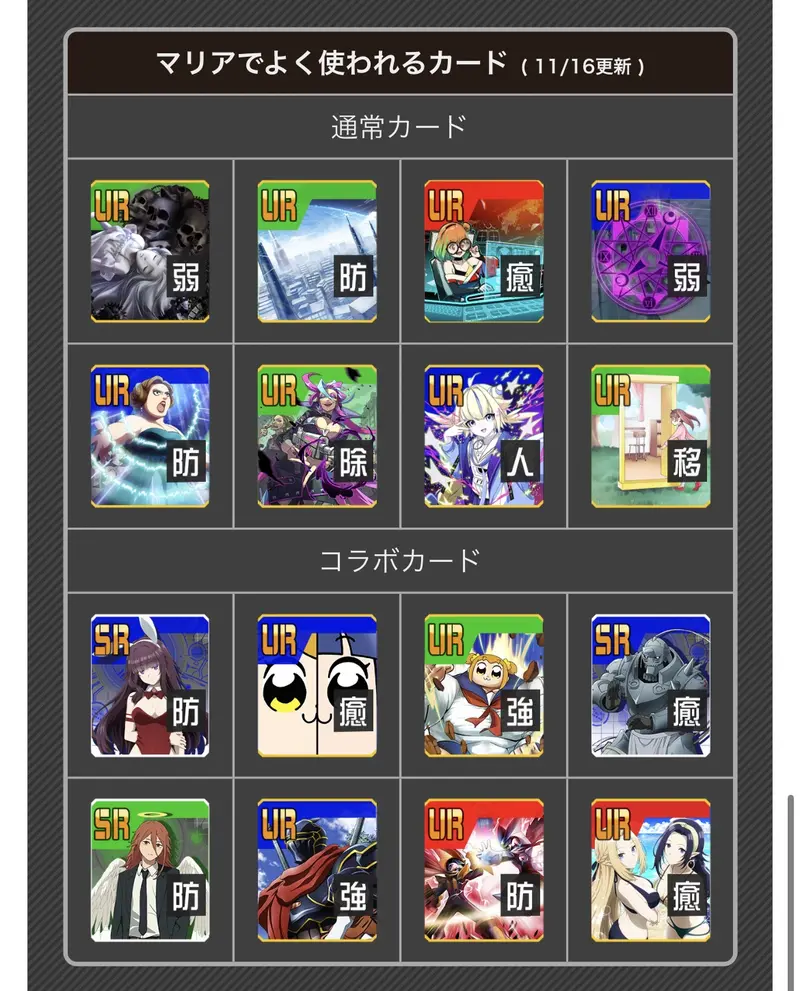 マリアでよく使われるカード ( 11/16更新 )
通常カード
UR 弱
UR 防
UR 癒
UR 弱
UR 防
UR 除
UR 人
UR 移
コラボカード
SR 防
UR 癒
UR 強
SR 癒
SR 防
UR 強
UR 防
UR 癒